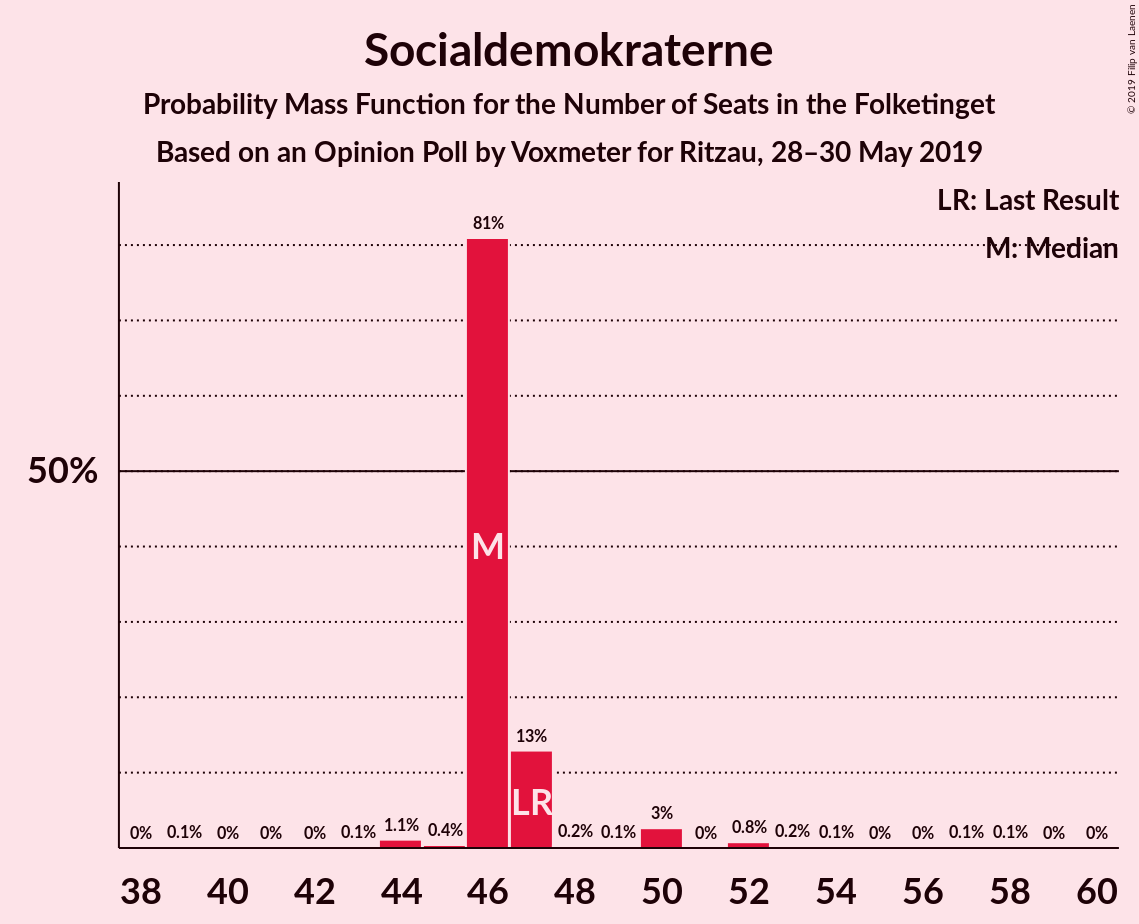 Socialdemokraterne
Probability Mass Function for the Number of Seats in the Folketinget
Based on an Opinion Poll by Voxmeter for Ritzau, 28–30 May 2019
© 2019 Filip van Laenen
LR: Last Result
M: Median
50%
0% 0.1% 0% 0% 0% 0.1% 1.1% 0.4% 81% 13% 0.2% 0.1% 3% 0% 0.8% 0.2% 0.1% 0% 0% 0.1% 0.1% 0% 0%
M
LR
38 40 42 44 46 48 50 52 54 56 58 60